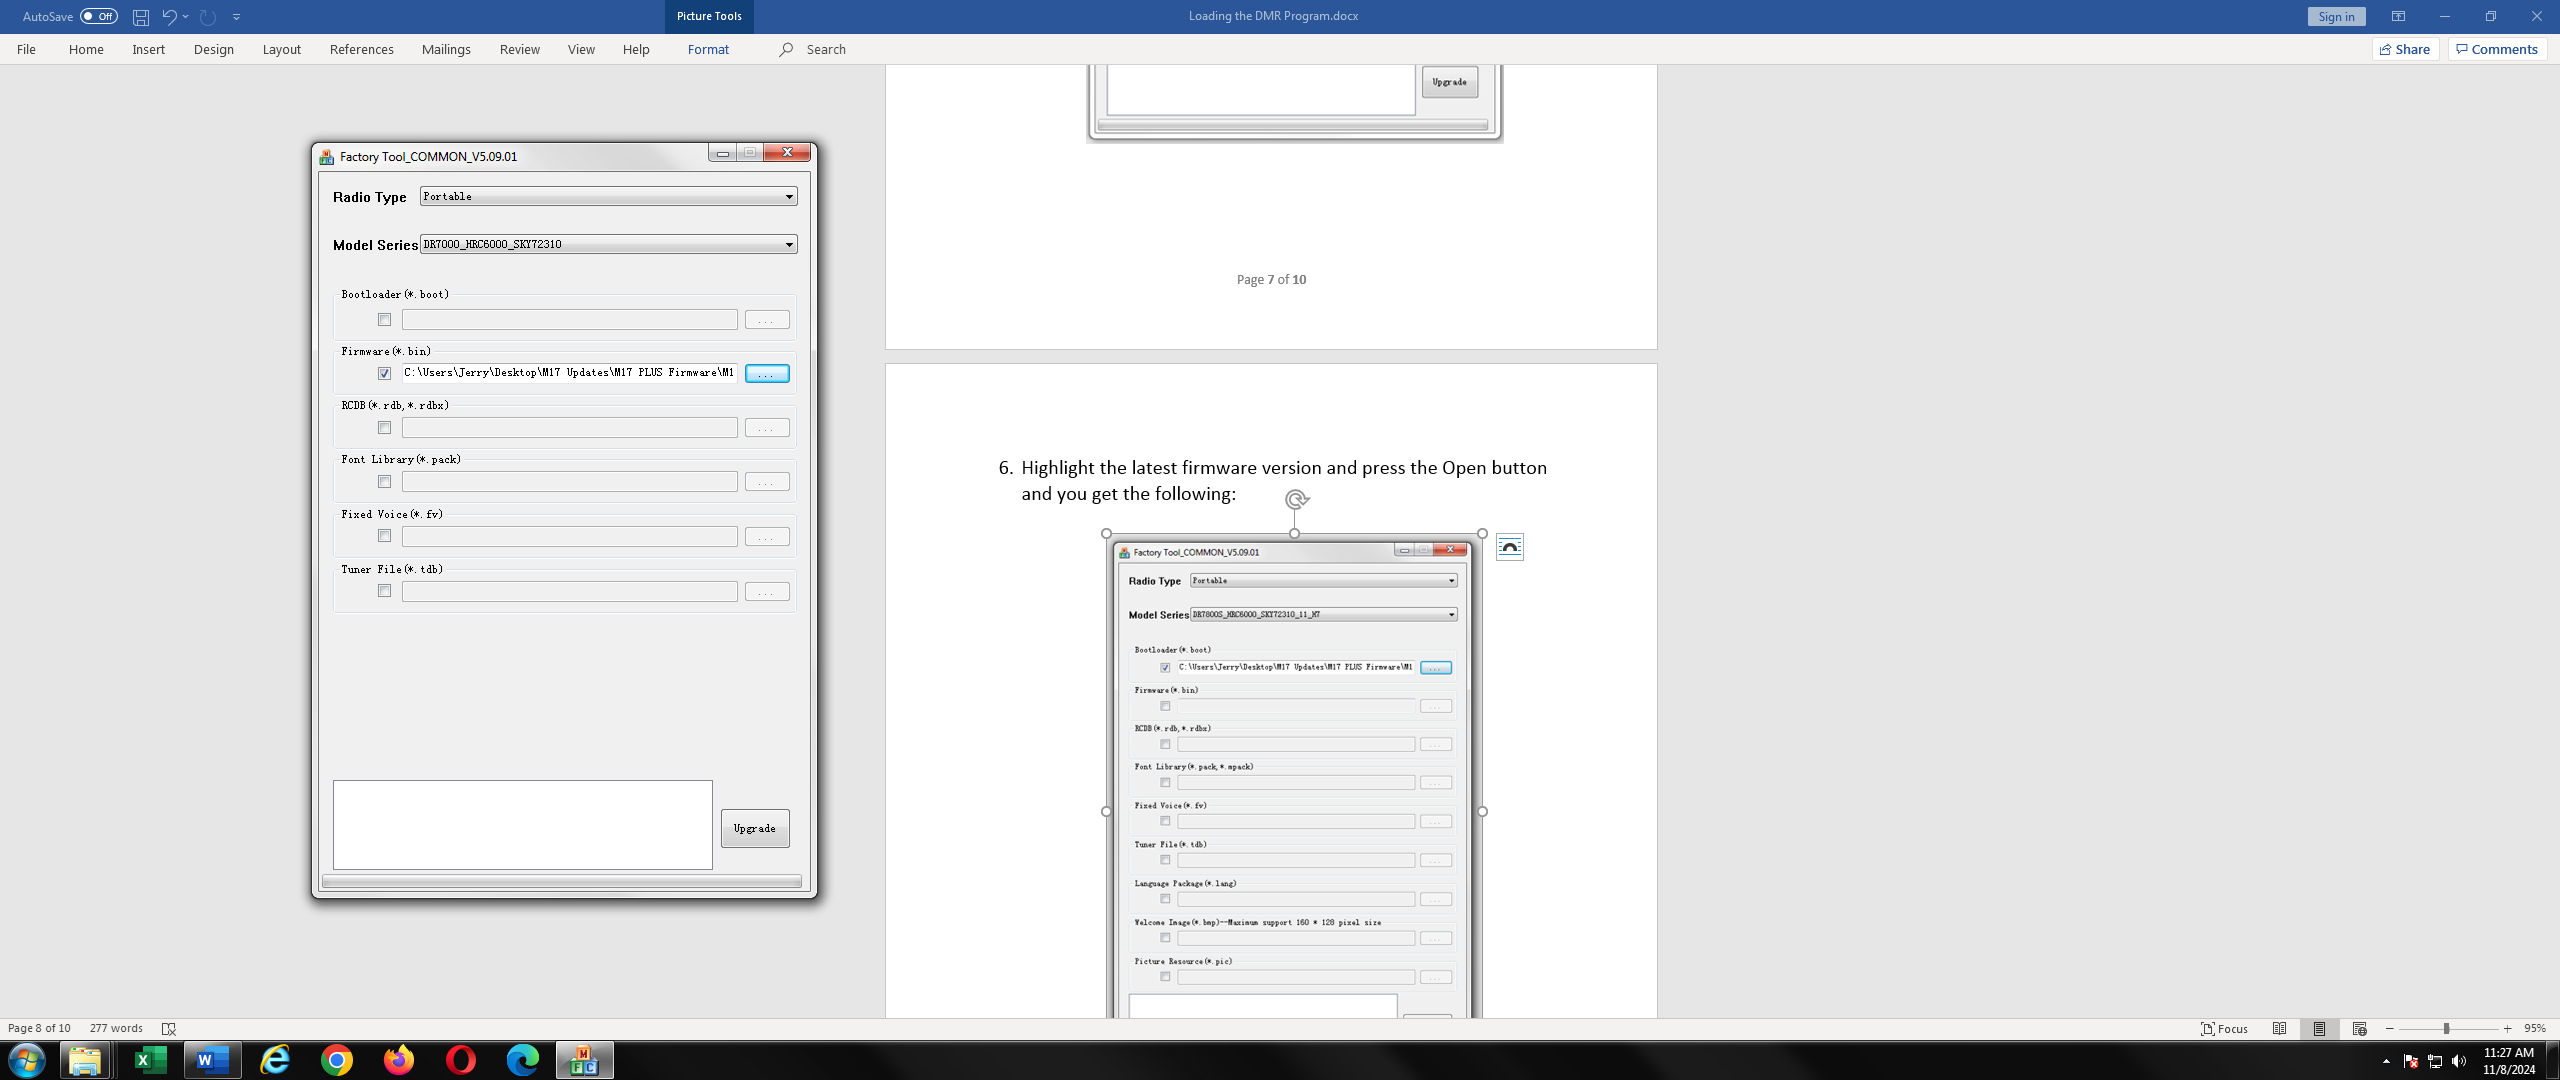 AutoSave Off
Picture Tools
Loading the DMR Program.docx
Sign in
File Home Insert Design Layout References Mailings Review View Help Format Search
Share Comments
Upgrade
Page 7 of 10
Factory Tool_COMMON_V5.09.01
Radio Type Portable
Model Series DR7000_HRC6000_SKY72310
Bootloader(*.boot)
...
Firmware(*.bin)
C:\Users\Jerry\Desktop\M17 Updates\M17 PLUS Firmware\M1 ...
RCDB(*.rdb,*.rdbx)
...
Font Library(*.pack)
...
Fixed Voice(*.fv)
...
Tuner File(*.tdb)
...
Upgrade
6. Highlight the latest firmware version and press the Open button
and you get the following:
Factory Tool_COMMON_V5.09.01
Radio Type Portable
Model Series DR7800S_HRC6000_SKY72310_11_H7
Bootloader(*.boot)
C:\Users\Jerry\Desktop\M17 Updates\M17 PLUS Firmware\M1 ...
Firmware(*.bin)
...
RCDB(*.rdb,*.rdbx)
...
Font Library(*.pack,*.mpack)
...
Fixed Voice(*.fv)
...
Tuner File(*.tdb)
...
Language Package(*.lang)
...
Welcome Image(*.bmp)--Maximum support 160 * 128 pixel size
...
Picture Resource(*.pic)
...
Page 8 of 10 277 words
Focus
95%
11:27 AM
11/8/2024